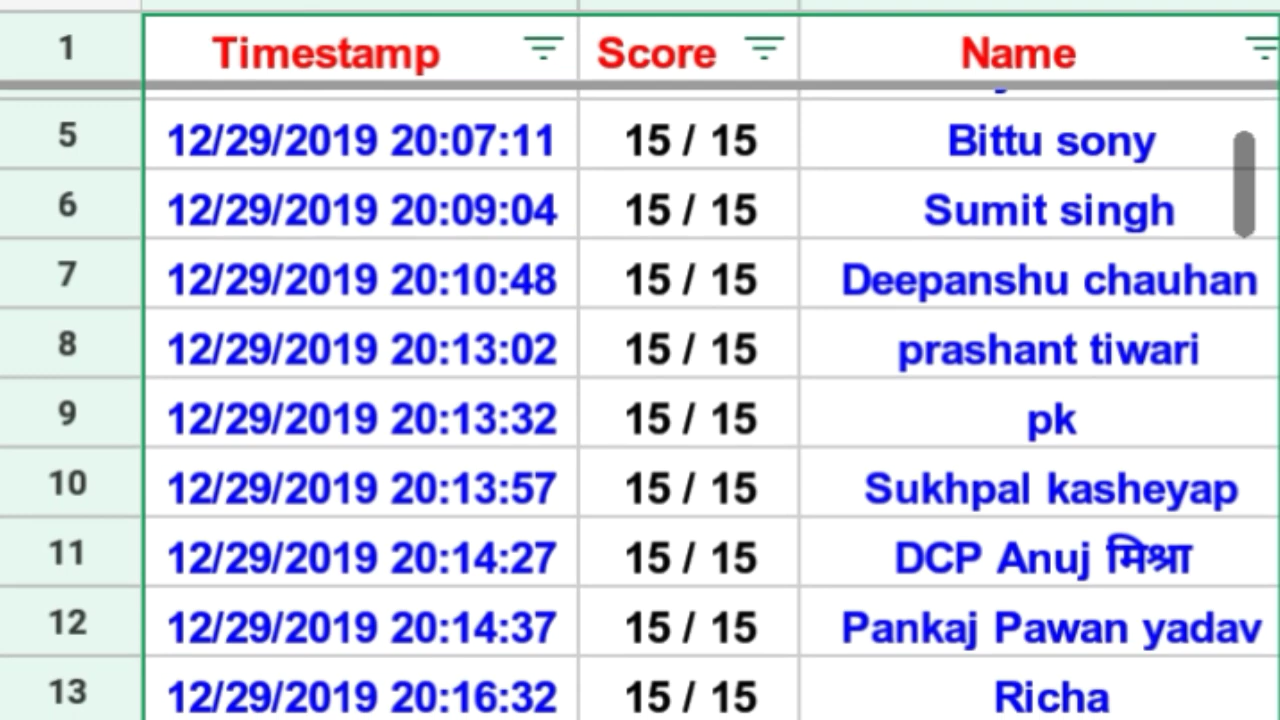 1 Timestamp Score Name
5 12/29/2019 20:07:11 15 / 15 Bittu sony
6 12/29/2019 20:09:04 15 / 15 Sumit singh
7 12/29/2019 20:10:48 15 / 15 Deepanshu chauhan
8 12/29/2019 20:13:02 15 / 15 prashant tiwari
9 12/29/2019 20:13:32 15 / 15 pk
10 12/29/2019 20:13:57 15 / 15 Sukhpal kasheyap
11 12/29/2019 20:14:27 15 / 15 DCP Anuj मिश्रा
12 12/29/2019 20:14:37 15 / 15 Pankaj Pawan yadav
13 12/29/2019 20:16:32 15 / 15 Richa